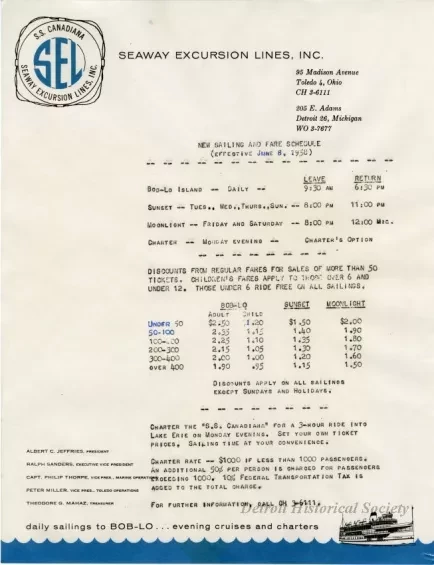 S.S. CANADIANA
SEL
SEAWAY EXCURSION LINES, INC.
SEAWAY EXCURSION LINES, INC.
95 Madison Avenue
Toledo 4, Ohio
CH 3-6111
205 E. Adams
Detroit 26, Michigan
WO 3-7677
NEW SAILING AND FARE SCHEDULE
(EFFECTIVE JUNE 8, 1958)
LEAVE RETURN
BOB-LO ISLAND -- DAILY -- 9:30 AM 6:30 PM
SUNSET -- TUES., WED., THURS., SUN. -- 8:00 PM 11:00 PM
MOONLIGHT -- FRIDAY AND SATURDAY -- 8:00 PM 12:00 MID.
CHARTER -- MONDAY EVENING -- CHARTER'S OPTION
DISCOUNTS FROM REGULAR FARES FOR SALES OF MORE THAN 50
TICKETS. CHILDREN'S FARES APPLY TO THOSE OVER 6 AND
UNDER 12. THOSE UNDER 6 RIDE FREE ON ALL SAILINGS.
BOB-LO SUNSET MOONLIGHT
ADULT CHILD
UNDER 50 $2.50 1.20 $1.50 $2.00
50-100 2.35 1.15 1.40 1.90
100-200 2.25 1.10 1.35 1.80
200-300 2.15 1.05 1.30 1.70
300-400 2.00 1.00 1.20 1.60
OVER 400 1.90 .95 1.15 1.50
DISCOUNTS APPLY ON ALL SAILINGS
EXCEPT SUNDAYS AND HOLIDAYS.
CHARTER THE "S.S. CANADIANA" FOR A 3-HOUR RIDE INTO
LAKE ERIE ON MONDAY EVENING. SET YOUR OWN TICKET
PRICES. SAILING TIME AT YOUR CONVENIENCE.
CHARTER RATE -- $1000 IF LESS THAN 1000 PASSENGERS.
AN ADDITIONAL 50¢ PER PERSON IS CHARGED FOR PASSENGERS
EXCEEDING 1000. 10% FEDERAL TRANSPORTATION TAX IS
ADDED TO THE TOTAL CHARGE.
FOR FURTHER INFORMATION, CALL CH 3-6111.
ALBERT C. JEFFRIES, PRESIDENT
RALPH SANDERS, EXECUTIVE VICE PRESIDENT
CAPT. PHILIP THORPE, VICE PRES., MARINE OPERATIONS
PETER MILLER, VICE PRES., TOLEDO OPERATIONS
THEODORE G. MAHAZ, TREASURER
Detroit Historical Society
daily sailings to BOB-LO . . . evening cruises and charters